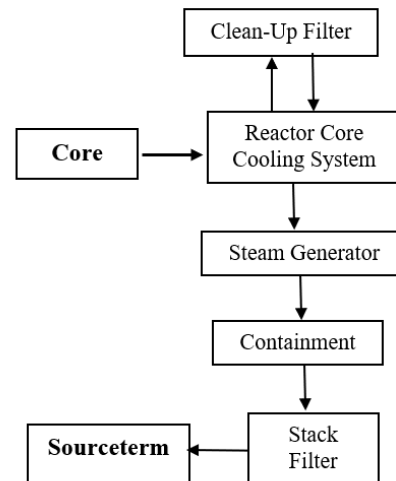 Clean-Up Filter
Core
Reactor Core
Cooling System
Steam Generator
Containment
Sourceterm
Stack
Filter